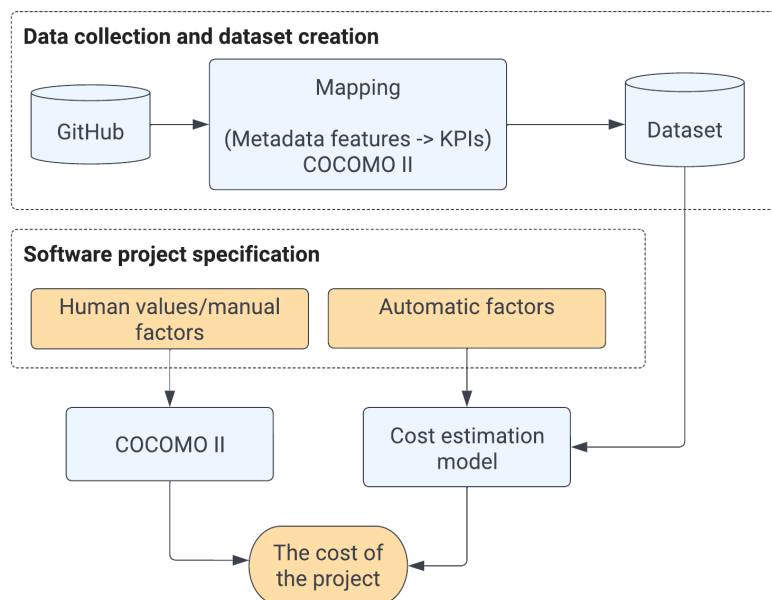 Data collection and dataset creation
GitHub
Mapping
(Metadata features -> KPIs)
COCOMO II
Dataset
Software project specification
Human values/manual
factors
Automatic factors
COCOMO II
Cost estimation
model
The cost of
the project